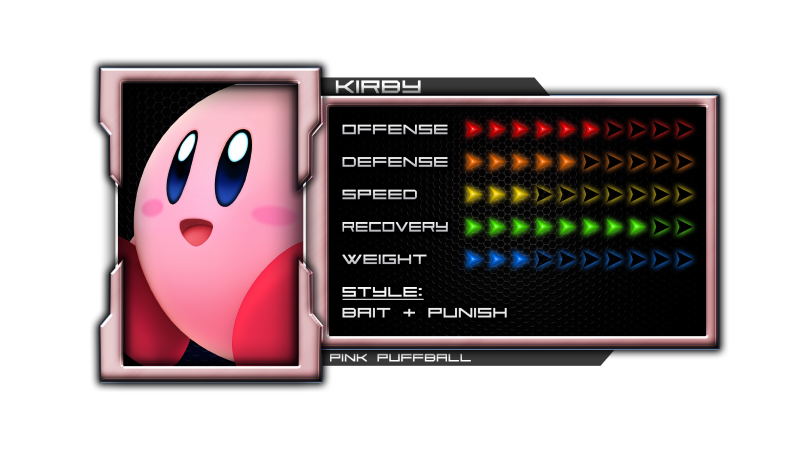 KIRBY
OFFENSE
DEFENSE
SPEED
RECOVERY
WEIGHT
STYLE:
BAIT + PUNISH
PINK PUFFBALL